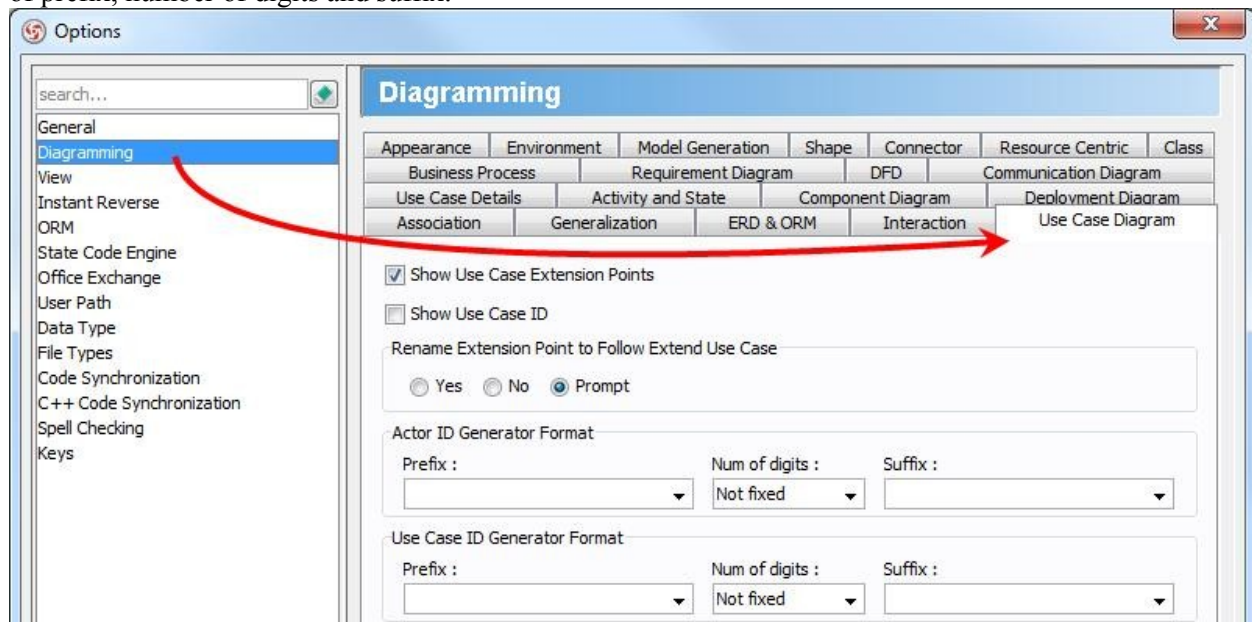 of prefix, number of digits and suffix.
Options
search...
General
Diagramming
View
Instant Reverse
ORM
State Code Engine
Office Exchange
User Path
Data Type
File Types
Code Synchronization
C++ Code Synchronization
Spell Checking
Keys
Diagramming
Appearance Environment Model Generation Shape Connector Resource Centric Class
Business Process Requirement Diagram DFD Communication Diagram
Use Case Details Activity and State Component Diagram Deployment Diagram
Association Generalization ERD & ORM Interaction Use Case Diagram
Show Use Case Extension Points
Show Use Case ID
Rename Extension Point to Follow Extend Use Case
Yes No Prompt
Actor ID Generator Format
Prefix : Num of digits : Suffix :
Not fixed
Use Case ID Generator Format
Prefix : Num of digits : Suffix :
Not fixed